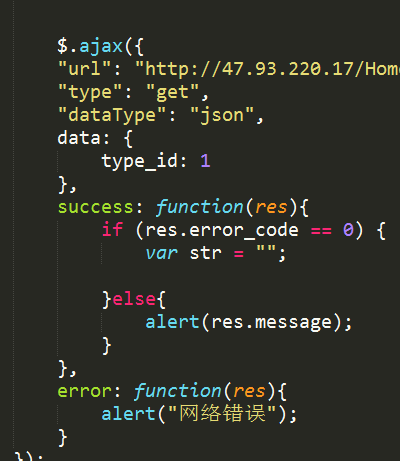 $.ajax({
"url": "http://47.93.220.17/Hom
"type": "get",
"dataType": "json",
data: {
type_id: 1
},
success: function(res){
if (res.error_code == 0) {
var str = "";
}else{
alert(res.message);
}
},
error: function(res){
alert("网络错误");
}
});